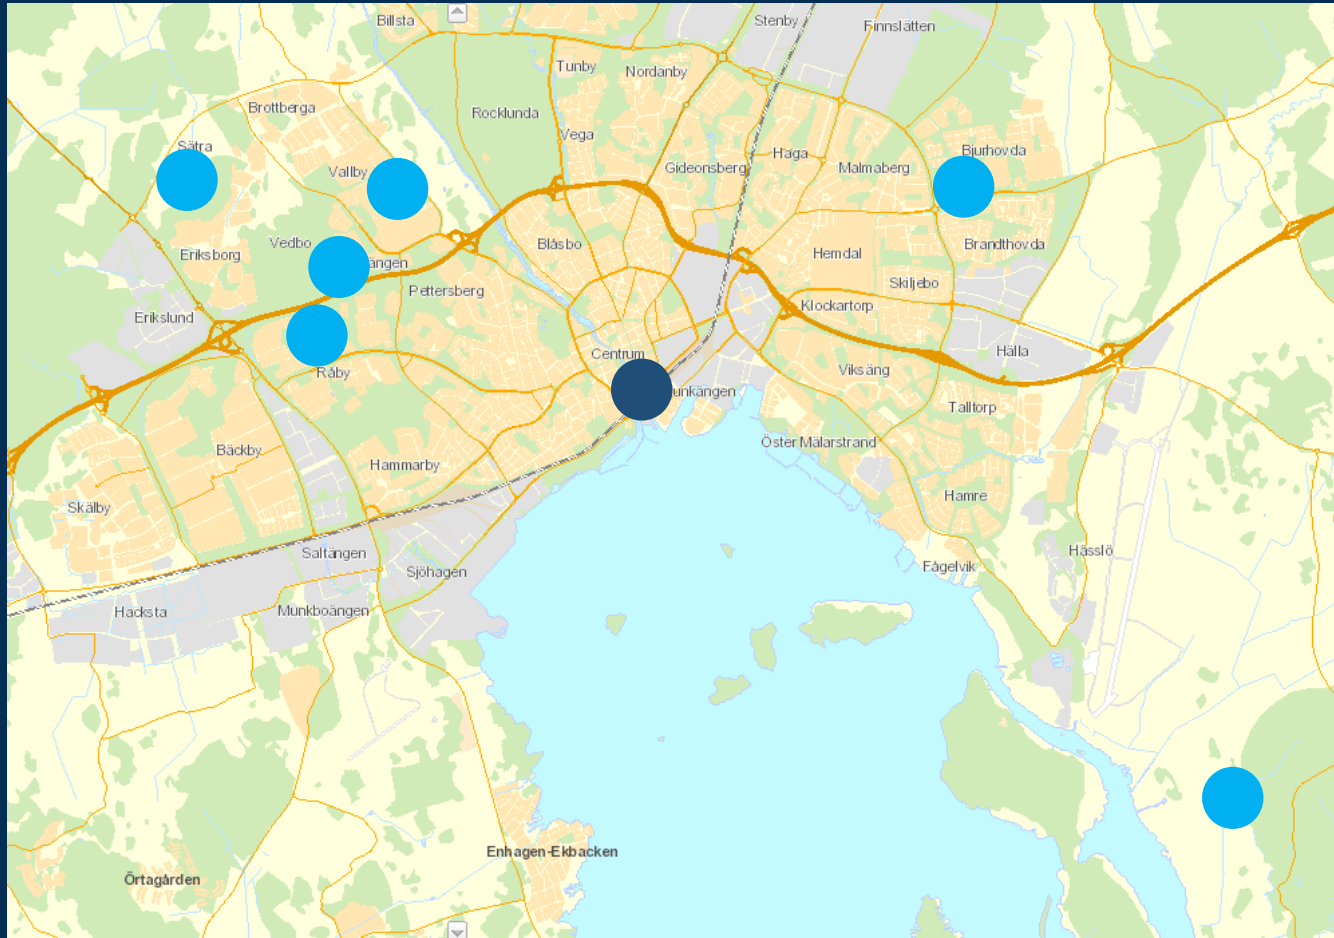 Billsta
Stenby
Finnslätten
Tunby
Nordanby
Brottberga
Rocklunda
Vega
Sätra
Haga
Bjurhovda
Vallby
Gideonsberg
Malmaberg
Vedbo
Blåsbo
Brandthovda
Eriksborg
Hemdal
ängen
Skiljebo
Pettersberg
Klockartorp
Erikslund
Centrum
Hälla
Råby
Viksäng
unkängen
Talltorp
Öster Mälarstrand
Bäckby
Hammarby
Hamre
Skälby
Saltängen
Hässlö
Sjöhagen
Fågelvik
Hacksta
Munkboängen
Enhagen-Ekbacken
Örtagården